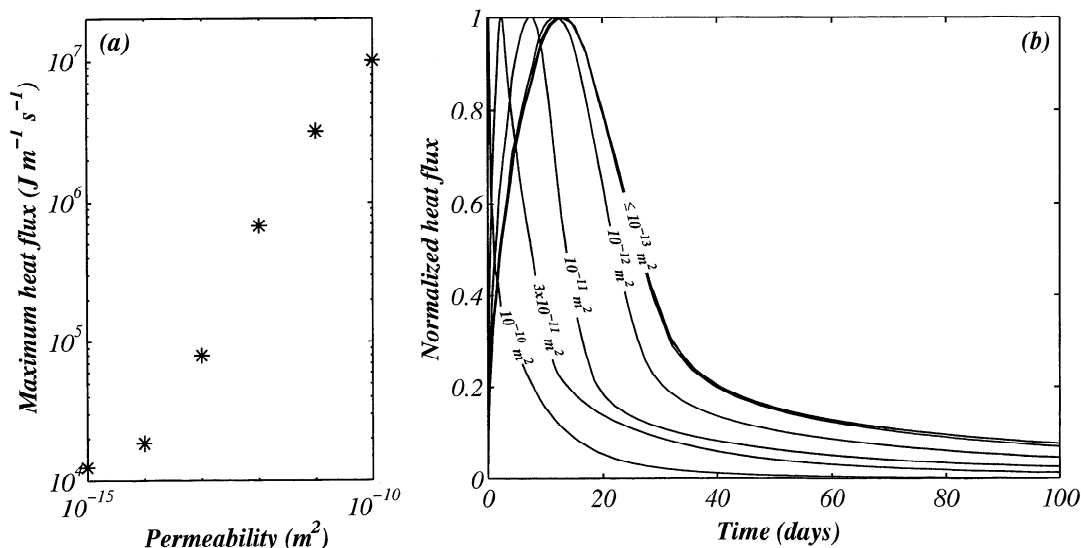 (a)
10^7
10^6
10^5
10^4
Maximum heat flux (J m^−1 s^−1)
10^−15
10^−10
Permeability (m^2)
(b)
1
0.8
0.6
0.4
0.2
0
Normalized heat flux
≤ 10^−13 m^2
10^−12 m^2
10^−11 m^2
3x10^−11 m^2
10^−10 m^2
0 20 40 60 80 100
Time (days)